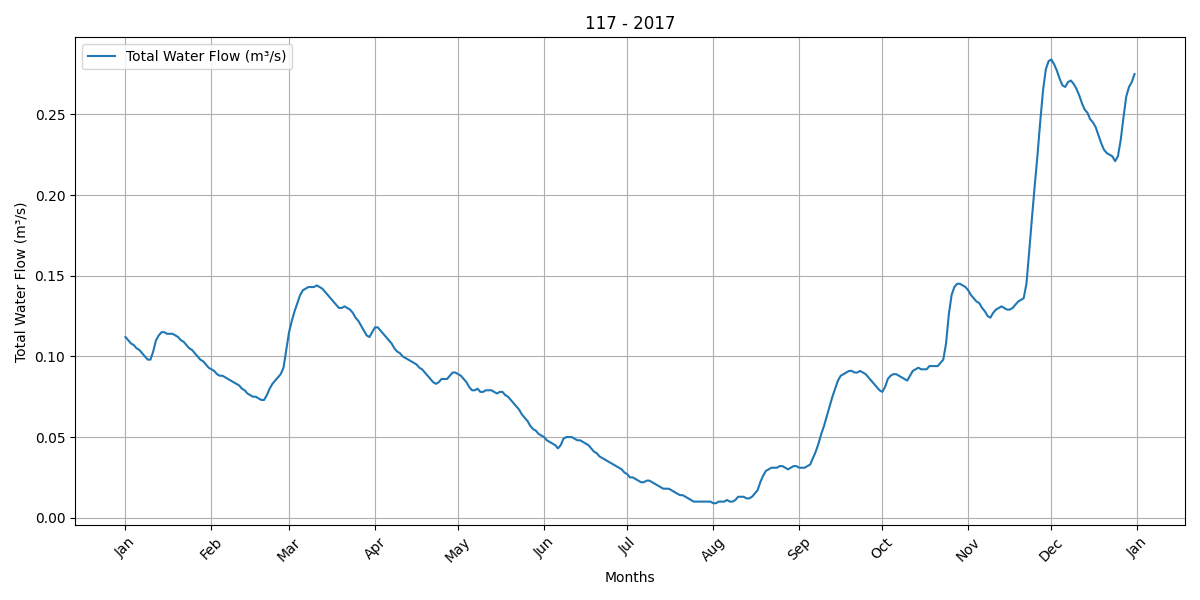 117 - 2017
Total Water Flow (m³/s)
Total Water Flow (m³/s)
0.25
0.20
0.15
0.10
0.05
0.00
Jan Feb Mar Apr May Jun Jul Aug Sep Oct Nov Dec Jan
Months